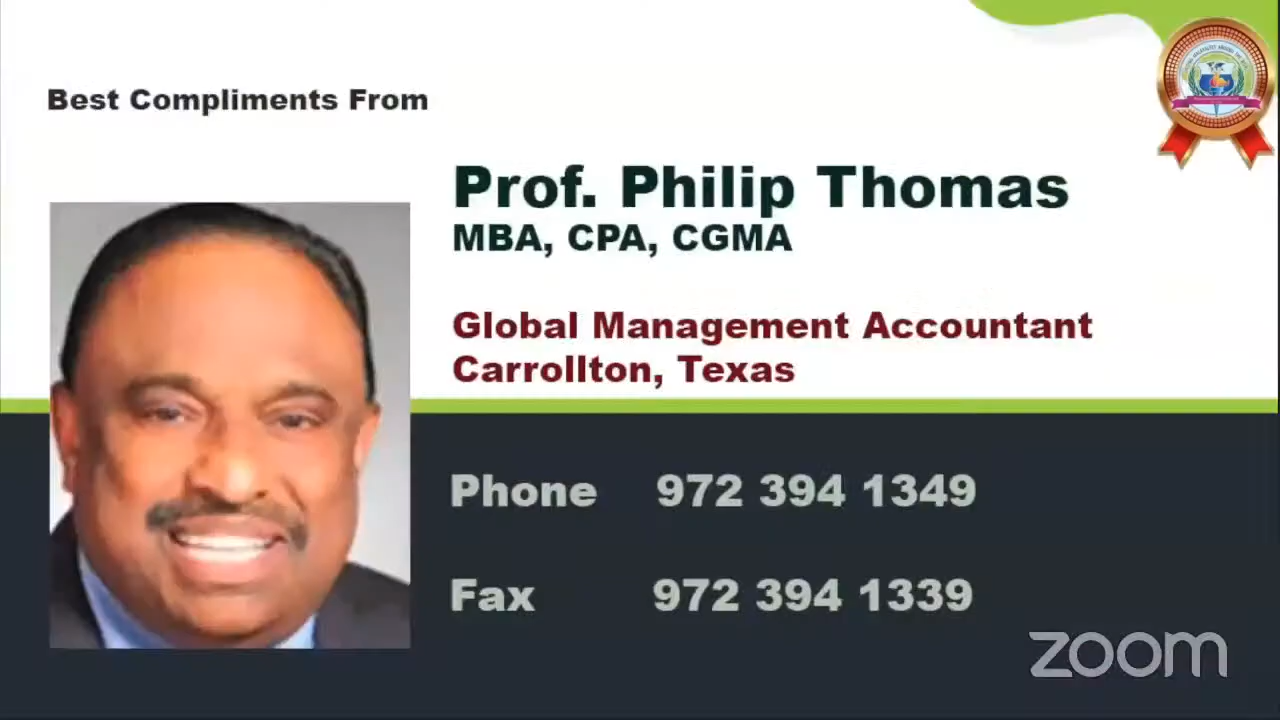 Best Compliments From
Prof. Philip Thomas
MBA, CPA, CGMA
Global Management Accountant
Carrollton, Texas
Phone 972 394 1349
Fax 972 394 1339
zoom